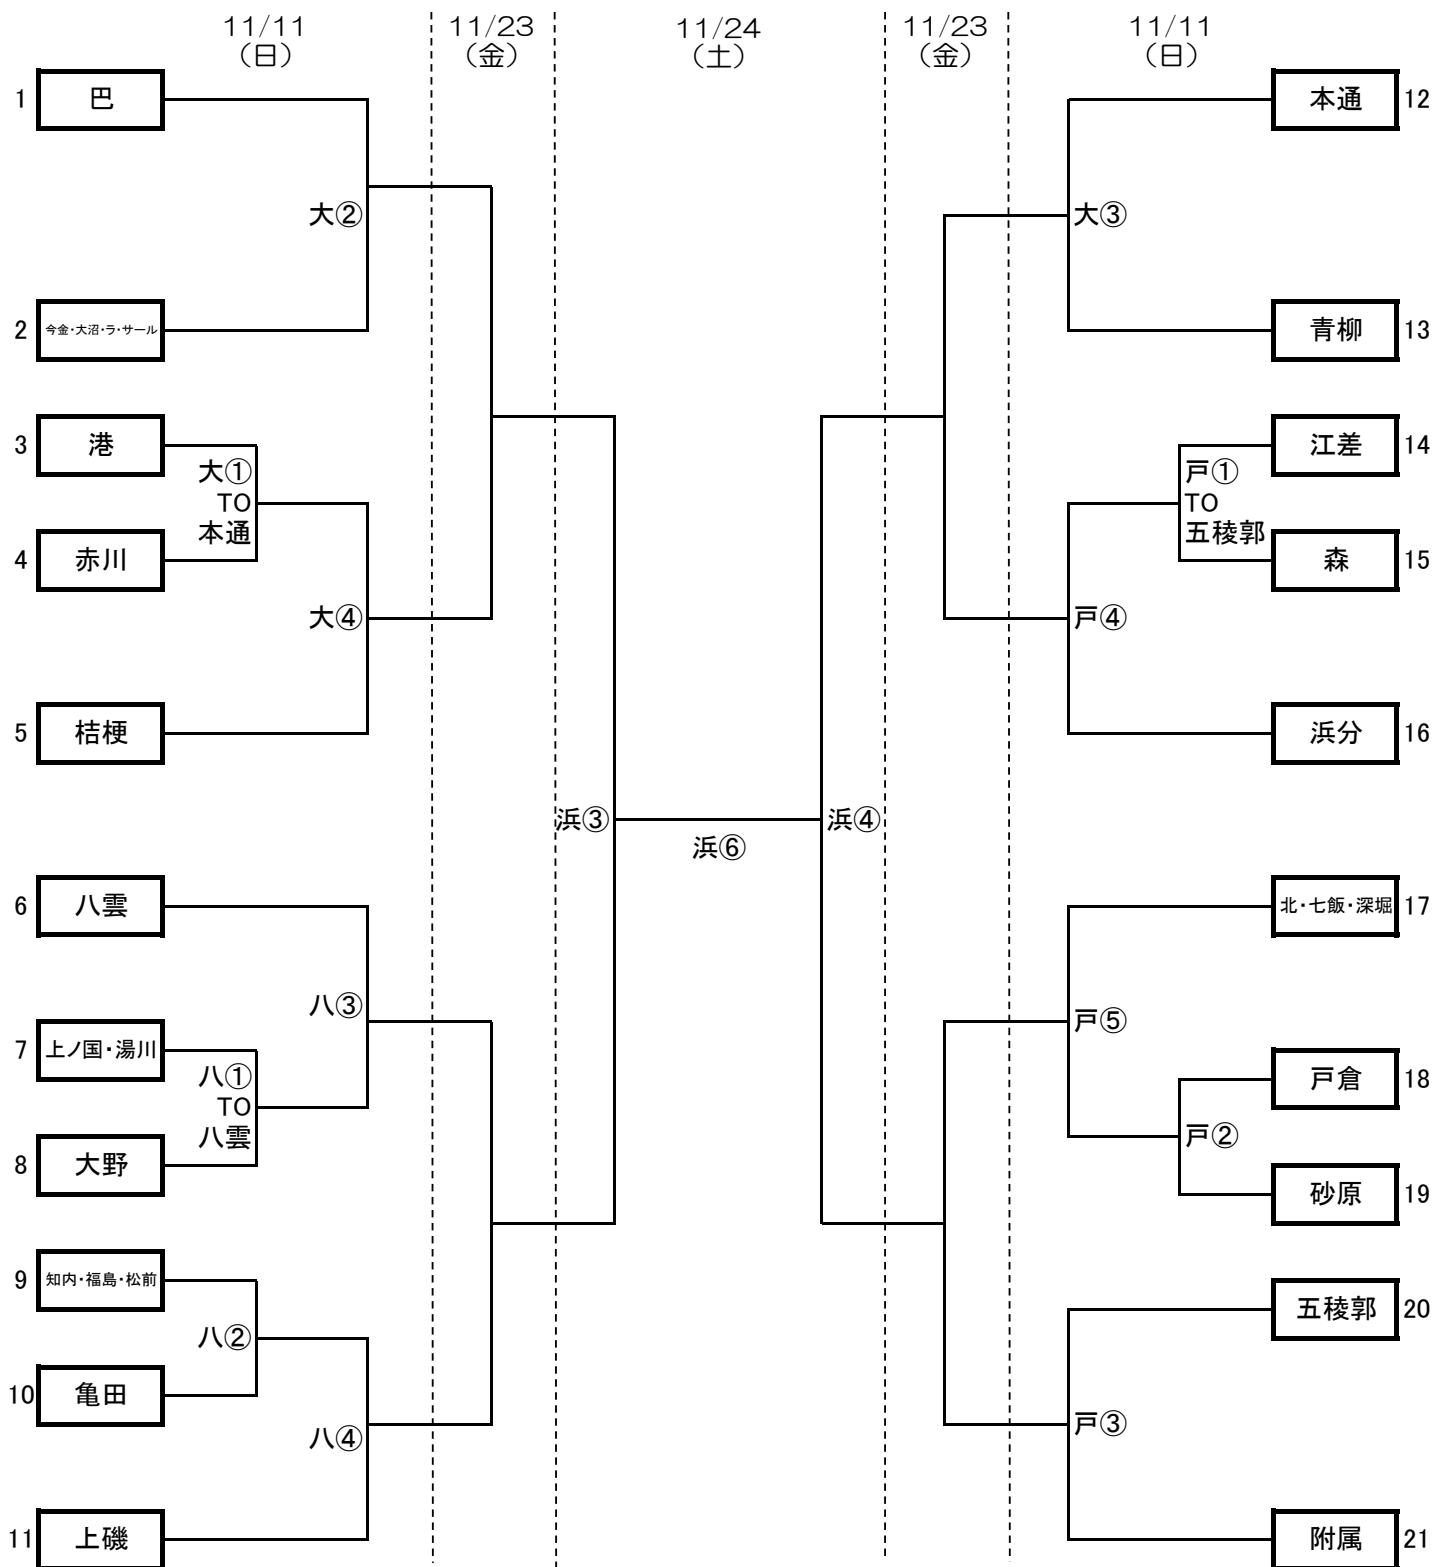 11/11
(日)
11/23
(金)
11/24
(土)
11/23
(金)
11/11
(日)
1 巴
大②
2 今金・大沼・ラ・サール
3 港
大①
TO
本通
4 赤川
大④
5 桔梗
6 八雲
八③
7 上ノ国・湯川
八①
TO
八雲
8 大野
9 知内・福島・松前
八②
10 亀田
八④
11 上磯
浜③
浜⑥
浜④
本通 12
大③
青柳 13
江差 14
戸①
TO
五稜郭
森 15
戸④
浜分 16
北・七飯・深堀 17
戸⑤
戸倉 18
戸②
砂原 19
五稜郭 20
戸③
附属 21